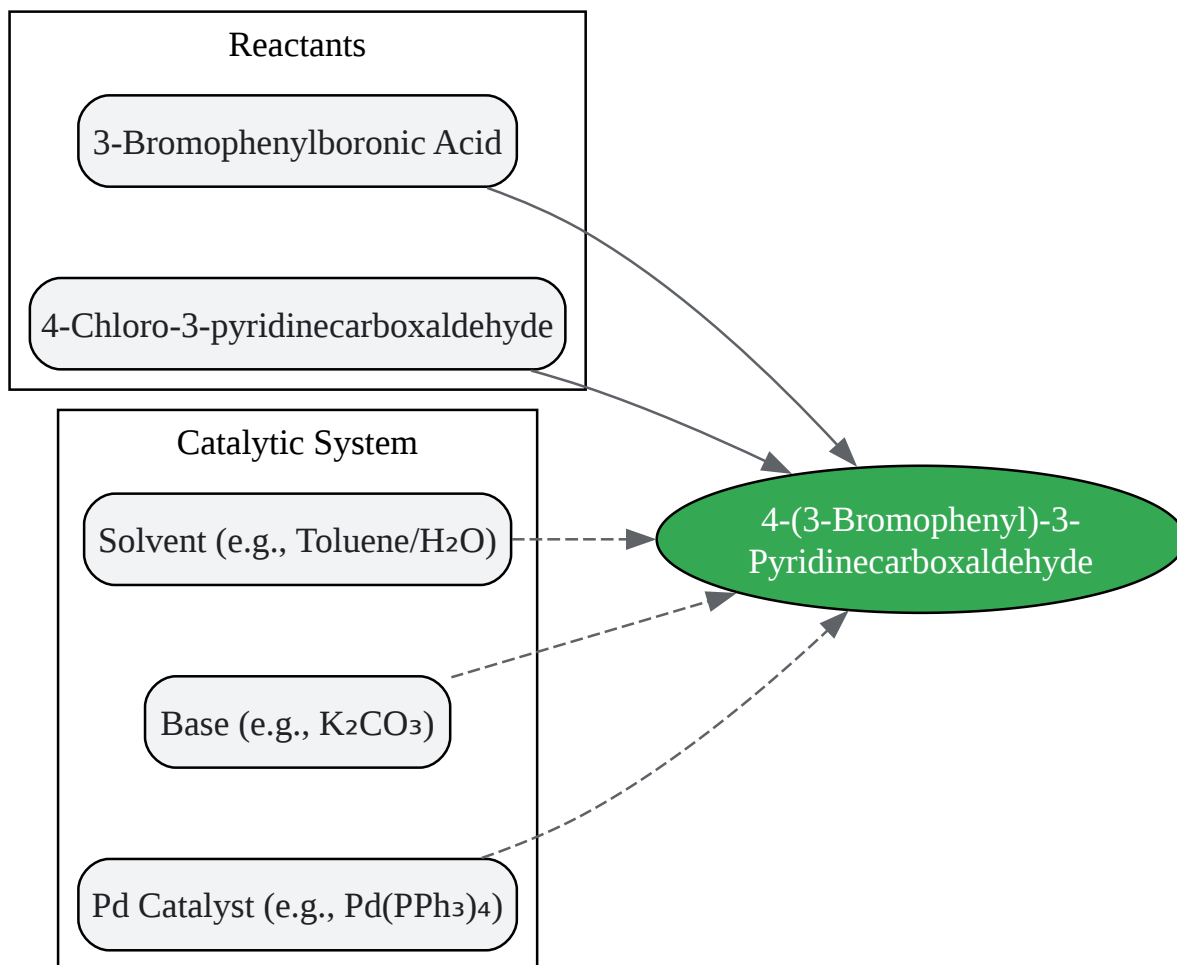 Reactants
3-Bromophenylboronic Acid
4-Chloro-3-pyridinecarboxaldehyde
Catalytic System
Solvent (e.g., Toluene/H₂O)
Base (e.g., K₂CO₃)
Pd Catalyst (e.g., Pd(PPh₃)₄)
4-(3-Bromophenyl)-3-
Pyridinecarboxaldehyde